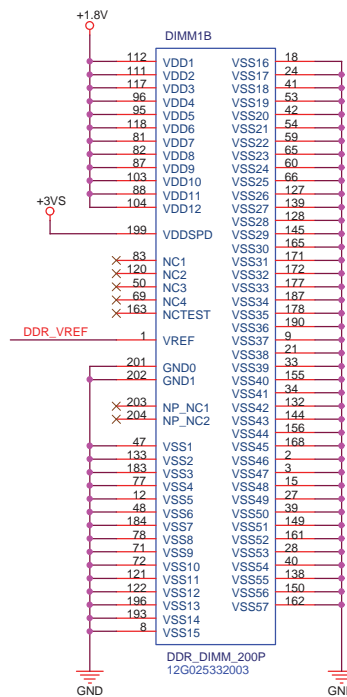 +1.8V
DIMM1B
112 VDD1
111 VDD2
117 VDD3
96 VDD4
95 VDD5
118 VDD6
81 VDD7
82 VDD8
87 VDD9
103 VDD10
88 VDD11
104 VDD12
+3VS
199 VDDSPD
83 NC1
120 NC2
50 NC3
69 NC4
163 NCTEST
DDR_VREF
1 VREF
201 GND0
202 GND1
203 NP_NC1
204 NP_NC2
47 VSS1
133 VSS2
183 VSS3
77 VSS4
12 VSS5
48 VSS6
184 VSS7
78 VSS8
71 VSS9
72 VSS10
121 VSS11
122 VSS12
196 VSS13
193 VSS14
8 VSS15
VSS16 18
VSS17 24
VSS18 41
VSS19 53
VSS20 42
VSS21 54
VSS22 59
VSS23 65
VSS24 60
VSS25 66
VSS26 127
VSS27 139
VSS28 128
VSS29 145
VSS30 165
VSS31 171
VSS32 172
VSS33 177
VSS34 187
VSS35 178
VSS36 190
VSS37 9
VSS38 21
VSS39 33
VSS40 155
VSS41 34
VSS42 132
VSS43 144
VSS44 156
VSS45 168
VSS46 2
VSS47 3
VSS48 15
VSS49 27
VSS50 39
VSS51 149
VSS52 161
VSS53 28
VSS54 40
VSS55 138
VSS56 150
VSS57 162
DDR_DIMM_200P
12G025332003
GND
GND